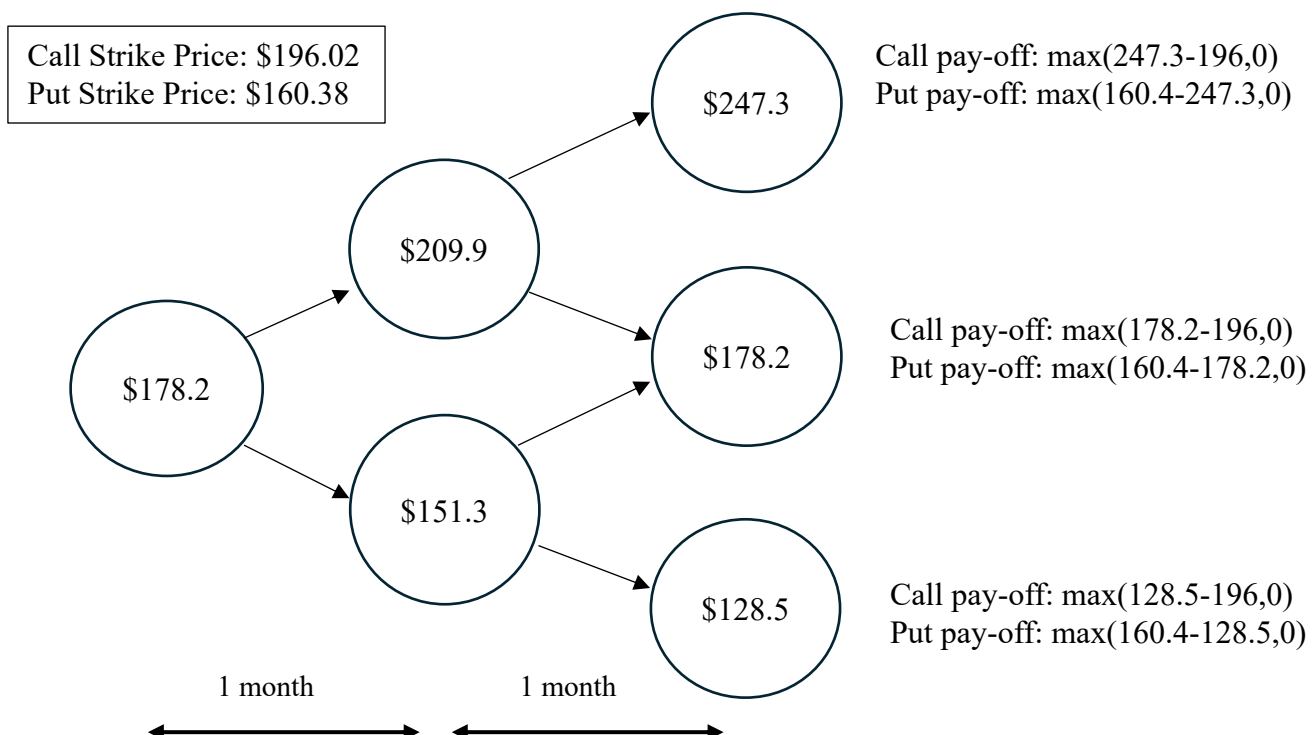 Call Strike Price: $196.02
Put Strike Price: $160.38
$247.3
Call pay-off: max(247.3-196,0)
Put pay-off: max(160.4-247.3,0)
$209.9
$178.2
$178.2
Call pay-off: max(178.2-196,0)
Put pay-off: max(160.4-178.2,0)
$151.3
$128.5
Call pay-off: max(128.5-196,0)
Put pay-off: max(160.4-128.5,0)
1 month
1 month